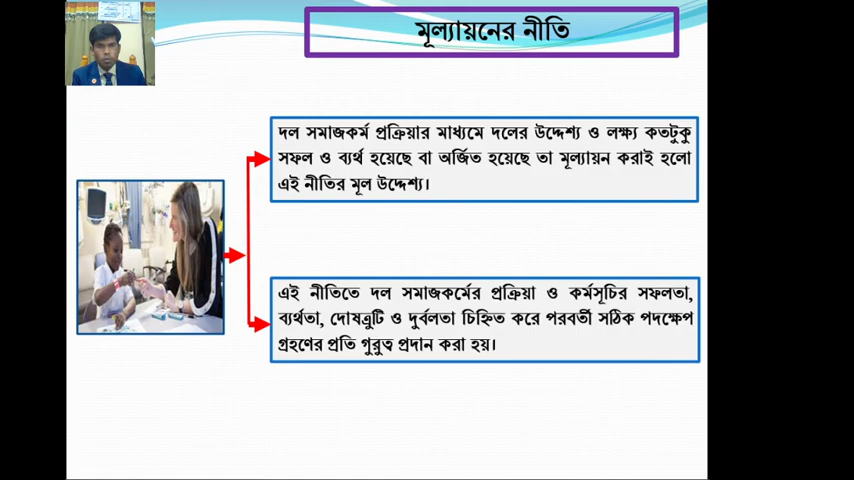 মূল্যায়নের নীতি
দল সমাজকর্ম প্রক্রিয়ার মাধ্যমে দলের উদ্দেশ্য ও লক্ষ্য কতটুকু
সফল ও ব্যর্থ হয়েছে বা অর্জিত হয়েছে তা মূল্যায়ন করাই হলো
এই নীতির মূল উদ্দেশ্য।
এই নীতিতে দল সমাজকর্মের প্রক্রিয়া ও কর্মসূচির সফলতা,
ব্যর্থতা, দোষত্রুটি ও দুর্বলতা চিহ্নিত করে পরবর্তী সঠিক পদক্ষেপ
গ্রহণের প্রতি গুরুত্ব প্রদান করা হয়।